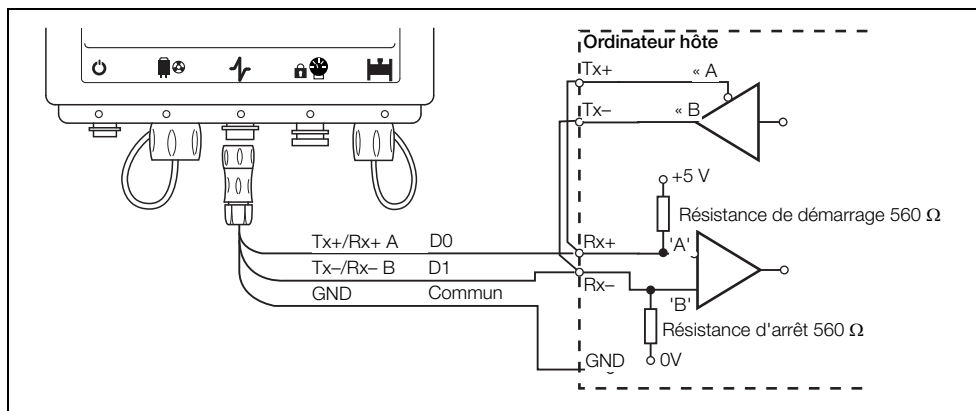 Ordinateur hôte
Tx+
« A
Tx–
« B
+5 V
Résistance de démarrage 560 Ω
Tx+/Rx+ A D0
Rx+
'A'
Tx–/Rx– B D1
Rx–
GND Commun
'B'
Résistance d'arrêt 560 Ω
GND
0V